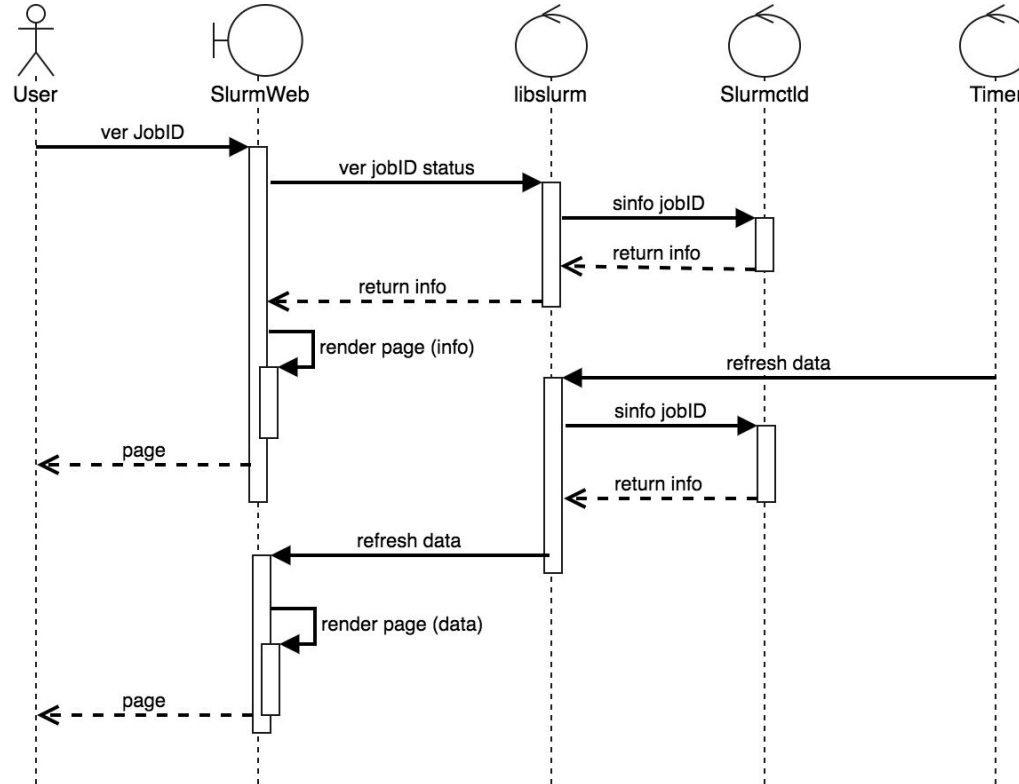 User
SlurmWeb
libslurm
Slurmctld
Timer
ver JobID
ver jobID status
sinfo jobID
return info
return info
render page (info)
refresh data
sinfo jobID
page
return info
refresh data
render page (data)
page